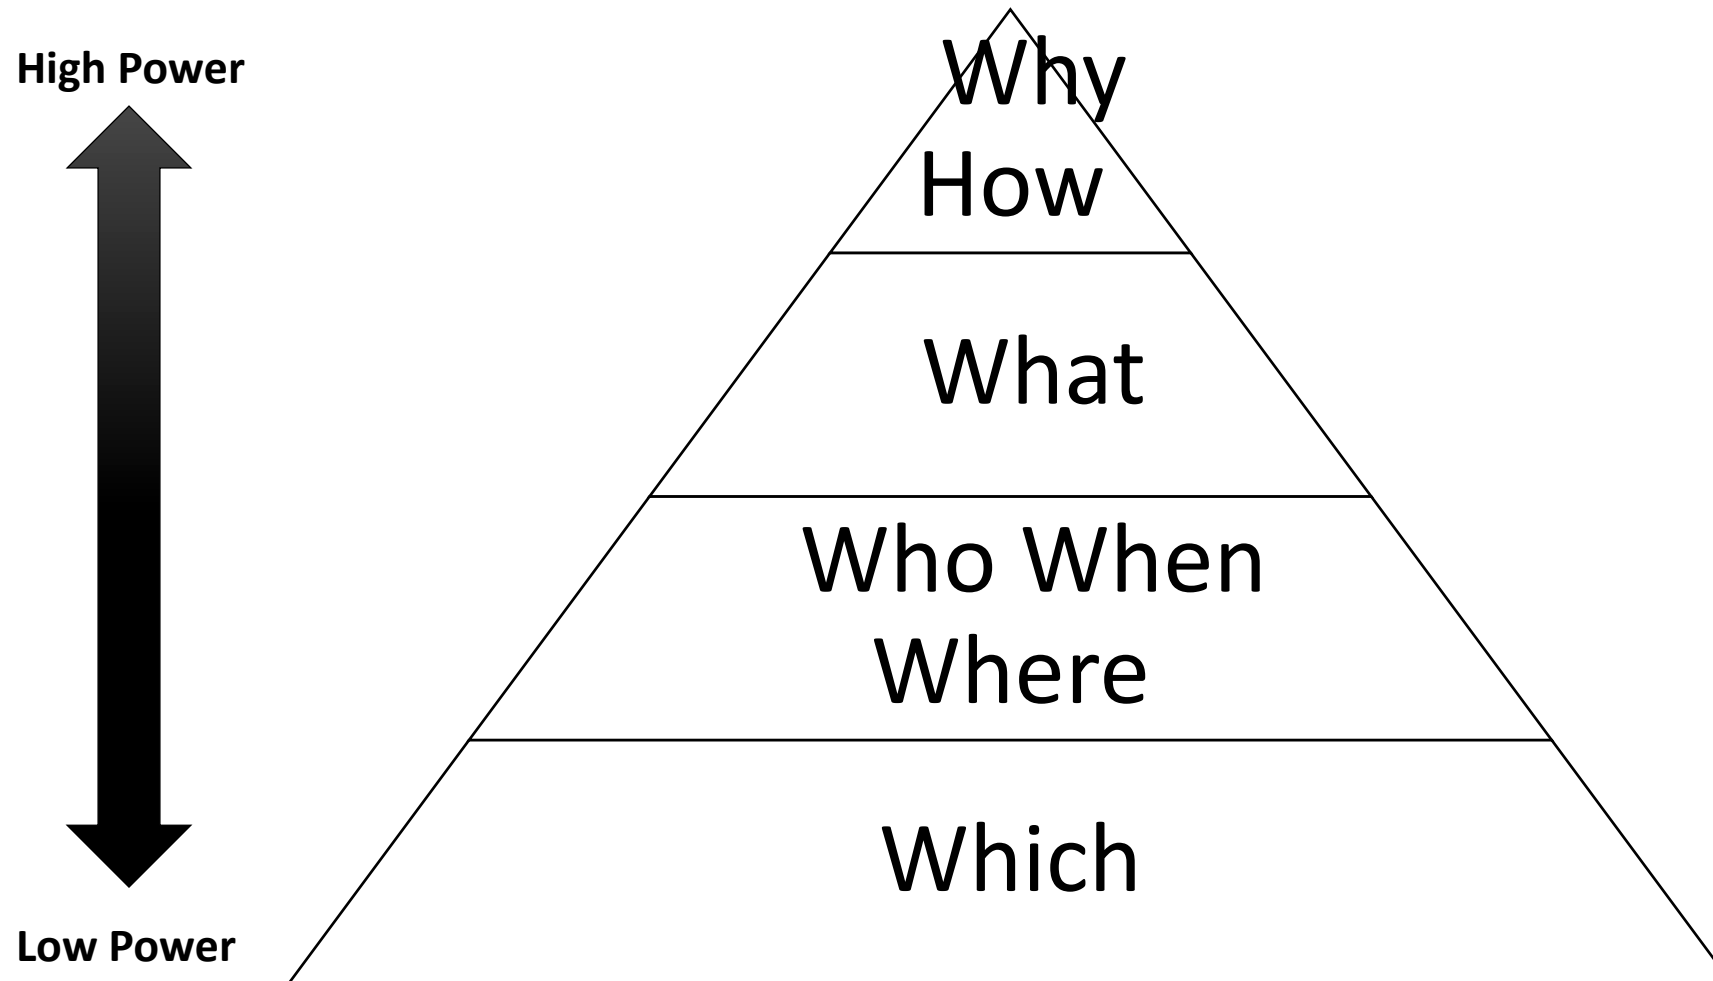 High Power
Why
How
What
Who When
Where
Which
Low Power